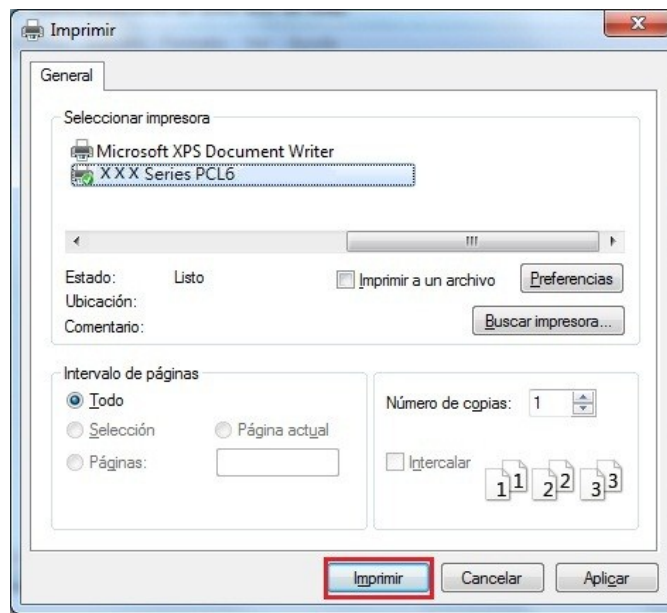 Imprimir
General
Seleccionar impresora
Microsoft XPS Document Writer
X X X Series PCL6
Estado: Listo
Imprimir a un archivo
Preferencias
Ubicación:
Comentario:
Buscar impresora...
Intervalo de páginas
Todo
Selección
Página actual
Páginas:
Número de copias: 1
Intercalar
1 1 2 2 3 3
Imprimir
Cancelar
Aplicar